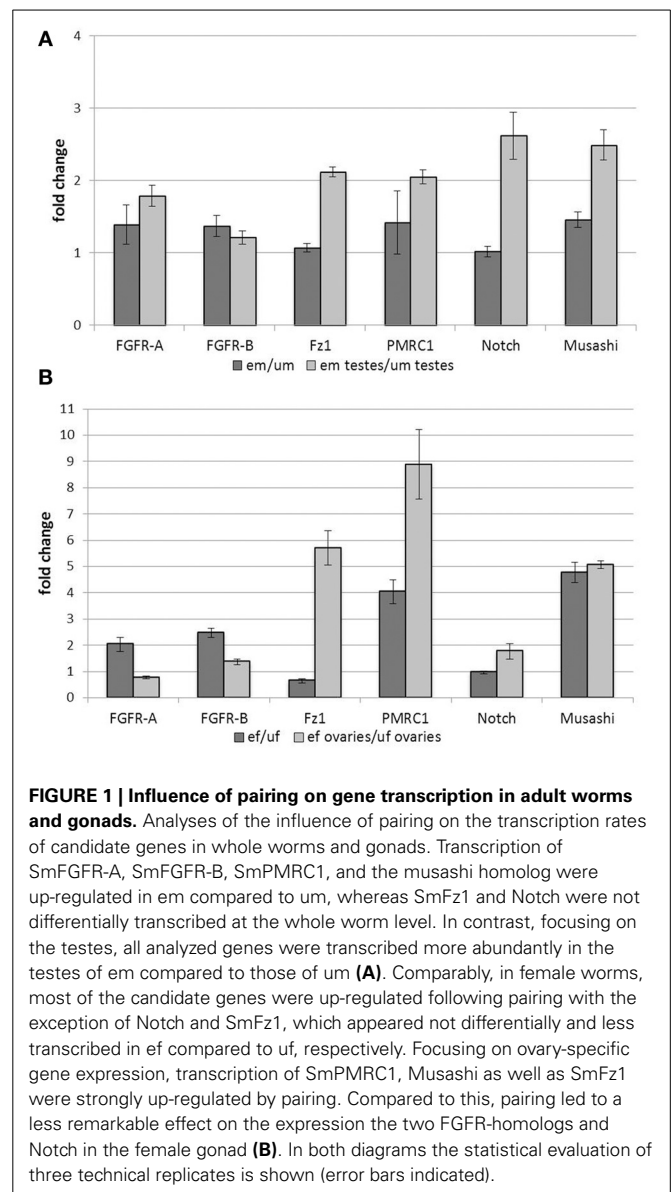 A
4
3
2
1
0
fold change
FGFR-A FGFR-B Fz1 PMRC1 Notch Musashi
em/um em testes/um testes
B
11
10
9
8
7
6
5
4
3
2
1
0
fold change
FGFR-A FGFR-B Fz1 PMRC1 Notch Musashi
ef/uf ef ovaries/uf ovaries
FIGURE 1 | Influence of pairing on gene transcription in adult worms
and gonads. Analyses of the influence of pairing on the transcription rates
of candidate genes in whole worms and gonads. Transcription of
SmFGFR-A, SmFGFR-B, SmPMRC1, and the musashi homolog were
up-regulated in em compared to um, whereas SmFz1 and Notch were not
differentially transcribed at the whole worm level. In contrast, focusing on
the testes, all analyzed genes were transcribed more abundantly in the
testes of em compared to those of um (A). Comparably, in female worms,
most of the candidate genes were up-regulated following pairing with the
exception of Notch and SmFz1, which appeared not differentially and less
transcribed in ef compared to uf, respectively. Focusing on ovary-specific
gene expression, transcription of SmPMRC1, Musashi as well as SmFz1
were strongly up-regulated by pairing. Compared to this, pairing led to a
less remarkable effect on the expression the two FGFR-homologs and
Notch in the female gonad (B). In both diagrams the statistical evaluation of
three technical replicates is shown (error bars indicated).